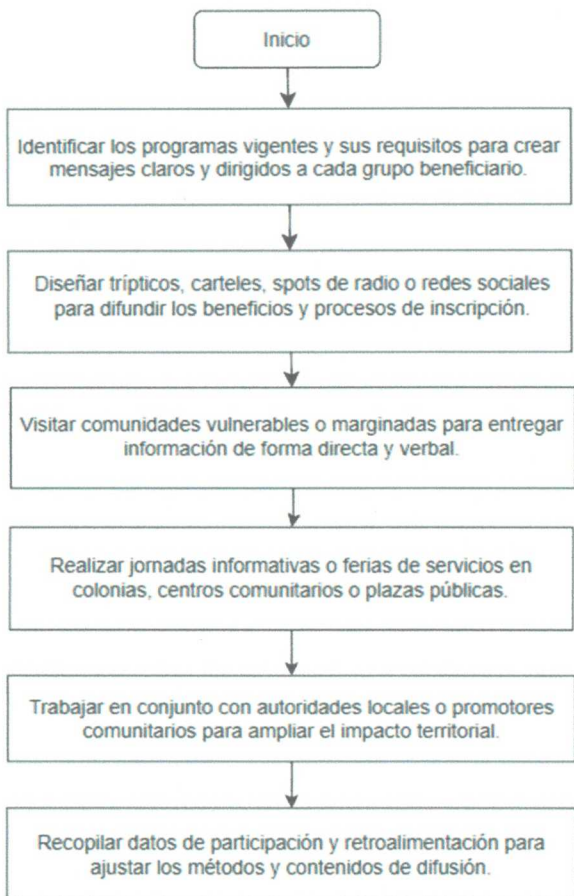 Inicio
Identificar los programas vigentes y sus requisitos para crear
mensajes claros y dirigidos a cada grupo beneficiario.
Diseñar trípticos, carteles, spots de radio o redes sociales
para difundir los beneficios y procesos de inscripción.
Visitar comunidades vulnerables o marginadas para entregar
información de forma directa y verbal.
Realizar jornadas informativas o ferias de servicios en
colonias, centros comunitarios o plazas públicas.
Trabajar en conjunto con autoridades locales o promotores
comunitarios para ampliar el impacto territorial.
Recopilar datos de participación y retroalimentación para
ajustar los métodos y contenidos de difusión.